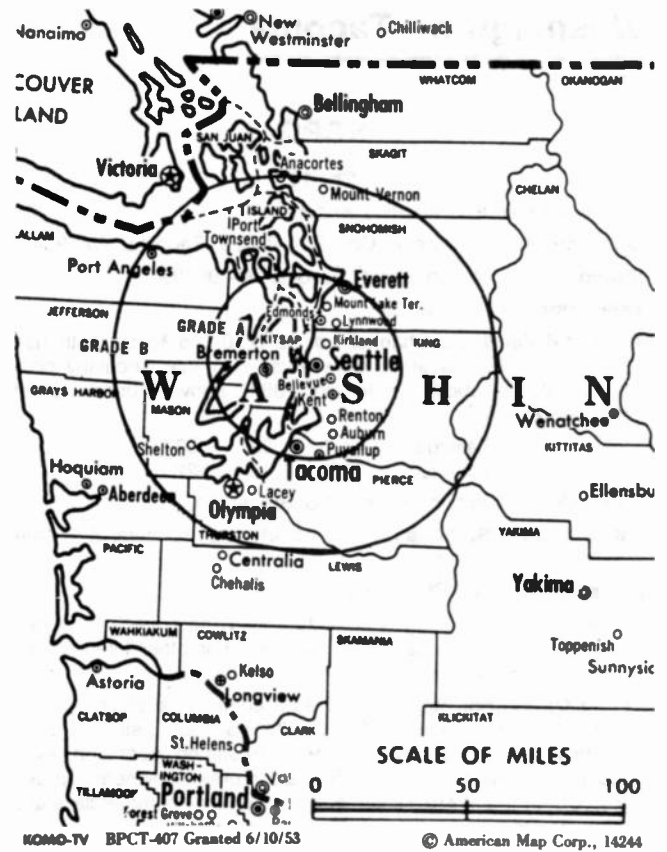 Nanaimo
New
Westminster
Chilliwack
COUVER
LAND
WHATCOM
OKANOGAN
Bellingham
SAN JUAN
SKAGIT
Victoria
Anacortes
Mount Vernon
CHELAN
ISLAND
Port
Townsend
SNOHOMISH
ALLAM
Port Angeles
Everett
JEFFERSON
Mount Lake Ter.
Edmonds
Lynnwood
GRADE A
KITSAP
Kirkland
KING
GRADE B
Bremerton
Seattle
GRAYS HARBOR
Bellevue
W A S H I N
MASON
Kent
Wenatchee
Renton
Auburn
Shelton
Puyallup
KITTITAS
Hoquiam
Tacoma
PIERCE
Aberdeen
Lacey
Ellensbu
Olympia
THURSTON
YAKIMA
PACIFIC
Centralia
LEWIS
Chehalis
Yakima
WAHKIAKUM
COWLITZ
SKAMANIA
Toppenish
Sunnysid
Kelso
Astoria
Longview
CLATSOP
COLUMBIA
CLARK
KLICKITAT
St. Helens
SCALE OF MILES
WASH-
INGTON
TILLAMOOK
Portland
0 50 100
Forest Grove
KOMO-TV BPCT-407 Granted 6/10/53
© American Map Corp., 14244